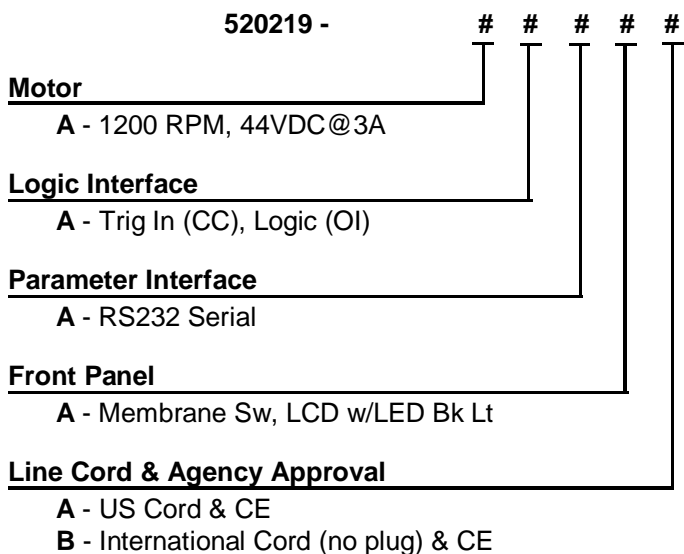 520219 - # # # # #
Motor
A - 1200 RPM, 44VDC@3A
Logic Interface
A - Trig In (CC), Logic (OI)
Parameter Interface
A - RS232 Serial
Front Panel
A - Membrane Sw, LCD w/LED Bk Lt
Line Cord & Agency Approval
A - US Cord & CE
B - International Cord (no plug) & CE